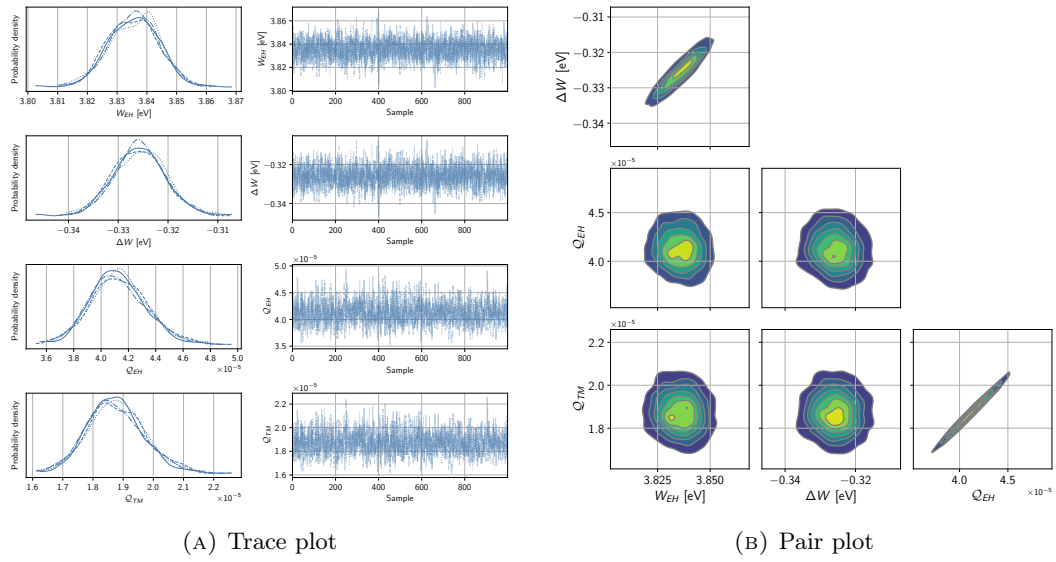 Probability density
3.80 3.81 3.82 3.83 3.84 3.85 3.86 3.87
W_EH [eV]
W_EH [eV]
3.86
3.84
3.82
3.80
0 200 400 600 800
Sample
Probability density
−0.34 −0.33 −0.32 −0.31
ΔW [eV]
ΔW [eV]
−0.32
−0.34
0 200 400 600 800
Sample
Probability density
3.6 3.8 4.0 4.2 4.4 4.6 4.8 5.0
Q_EH
×10⁻⁵
×10⁻⁵
Q_EH
5.0
4.5
4.0
3.5
0 200 400 600 800
Sample
Probability density
1.6 1.7 1.8 1.9 2.0 2.1 2.2
Q_TM
×10⁻⁵
×10⁻⁵
Q_TM
2.2
2.0
1.8
1.6
0 200 400 600 800
Sample
(A) Trace plot
ΔW [eV]
−0.31
−0.32
−0.33
−0.34
×10⁻⁵
Q_EH
4.5
4.0
×10⁻⁵
Q_TM
2.2
2.0
1.8
3.825 3.850
W_EH [eV]
−0.34 −0.32
ΔW [eV]
4.0 4.5
×10⁻⁵
Q_EH
(B) Pair plot